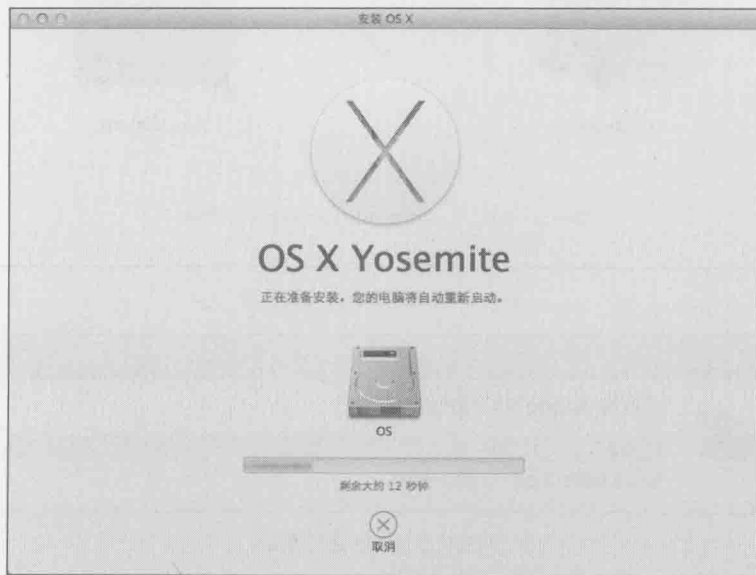 安装 OS X
OS X Yosemite
正在准备安装。您的电脑将自动重新启动。
OS
剩余大约 12 秒钟
取消